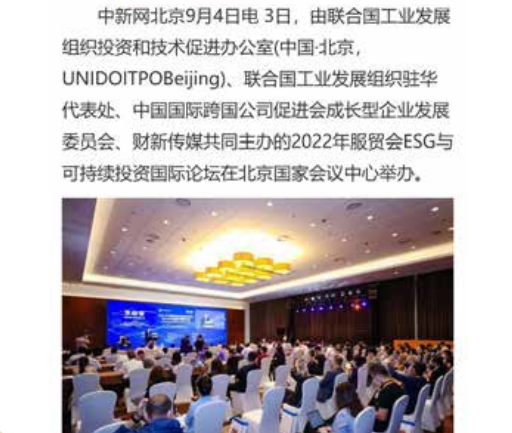 中新网北京9月4日电 3日，由联合国工业发展
组织投资和技术促进办公室(中国·北京，
UNIDOITPOBeijing)、联合国工业发展组织驻华
代表处、中国国际跨国公司促进会成长型企业发展
委员会、财新传媒共同主办的2022年服贸会ESG与
可持续投资国际论坛在北京国家会议中心举办。